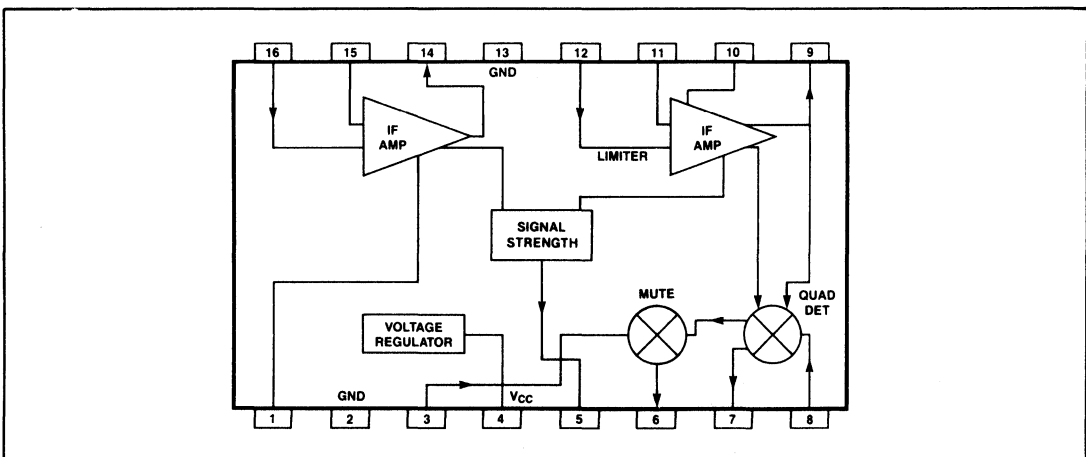 16 15 14 13 12 11 10 9
GND
IF
AMP
IF
AMP
LIMITER
SIGNAL
STRENGTH
MUTE
QUAD
DET
VOLTAGE
REGULATOR
GND
VCC
1 2 3 4 5 6 7 8